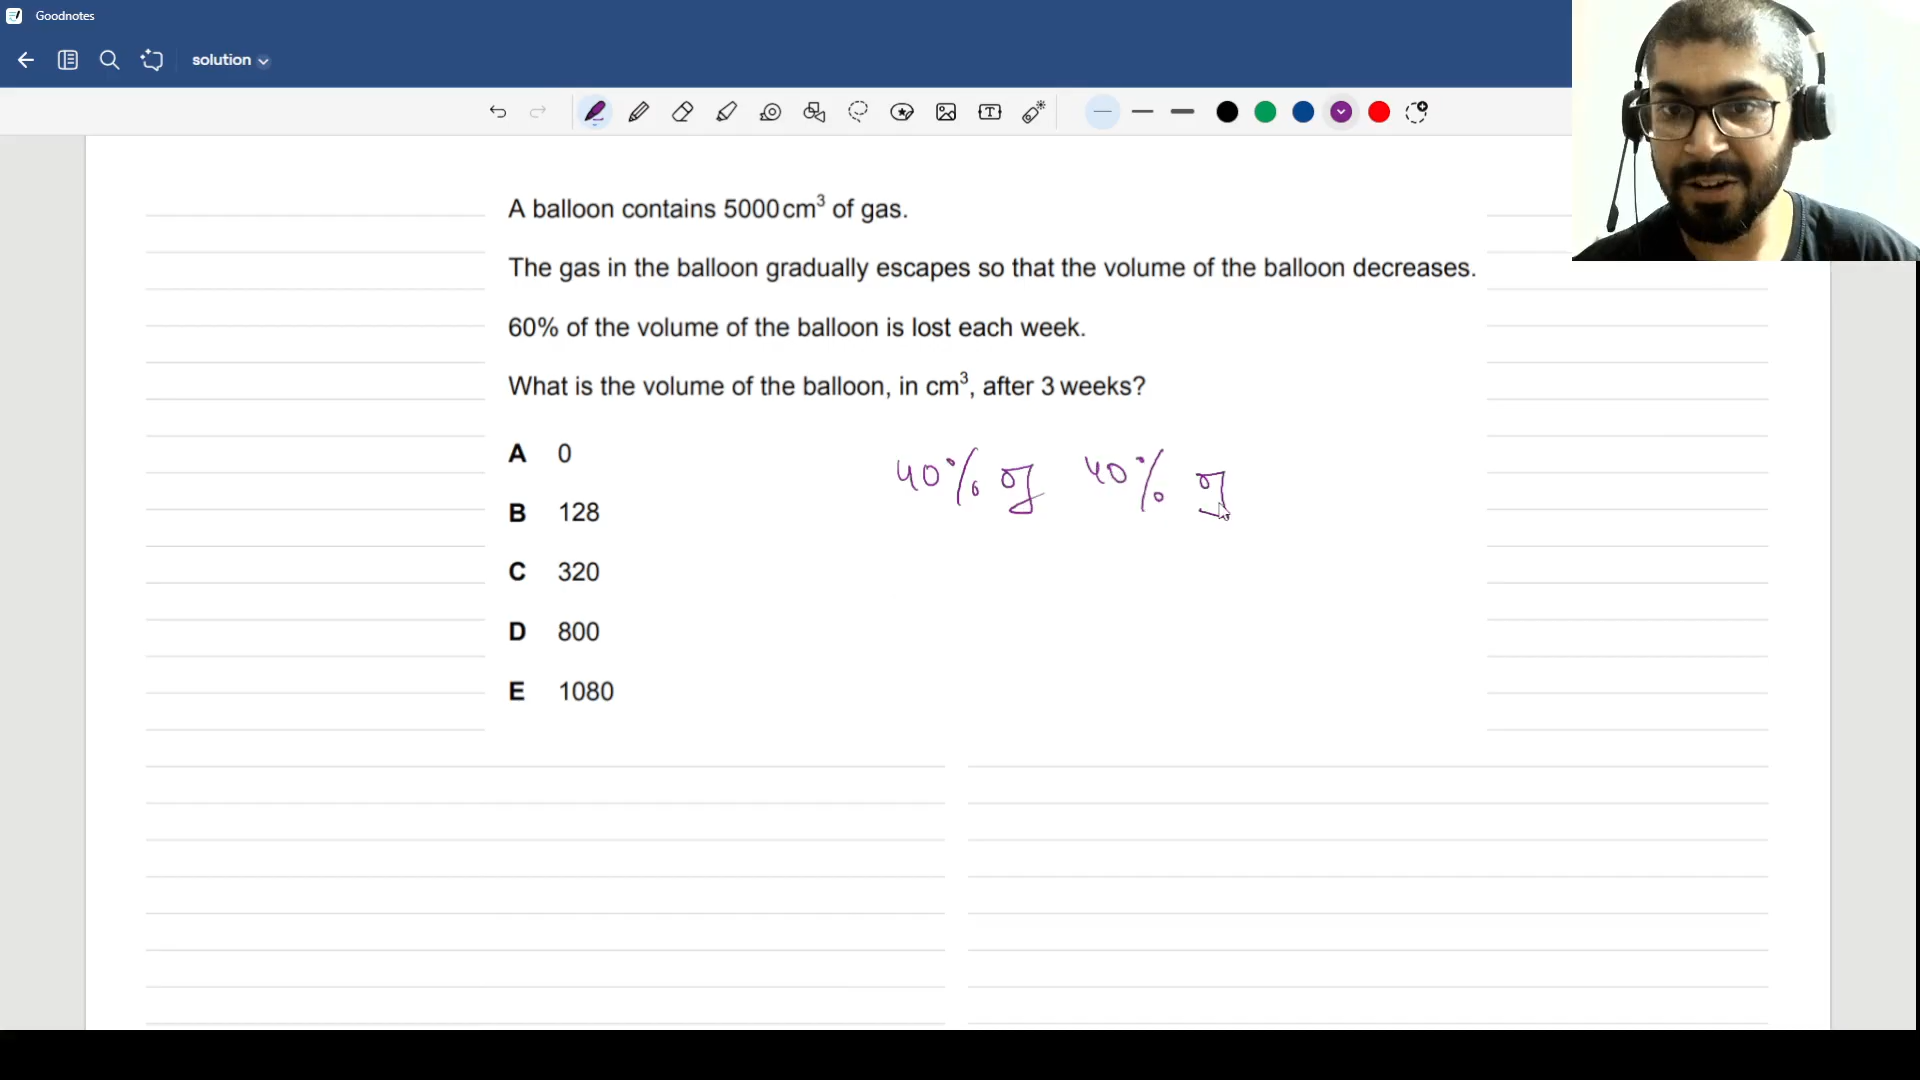 Goodnotes
solution
A balloon contains 5000 cm³ of gas.
The gas in the balloon gradually escapes so that the volume of the balloon decreases.
60% of the volume of the balloon is lost each week.
What is the volume of the balloon, in cm³, after 3 weeks?
A 0
B 128
C 320
D 800
E 1080
40% of 40% of